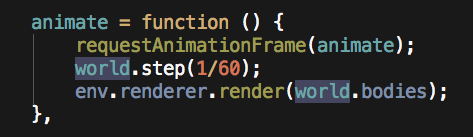 animate = function () {
    requestAnimationFrame(animate);
    world.step(1/60);
    env.renderer.render(world.bodies);
},